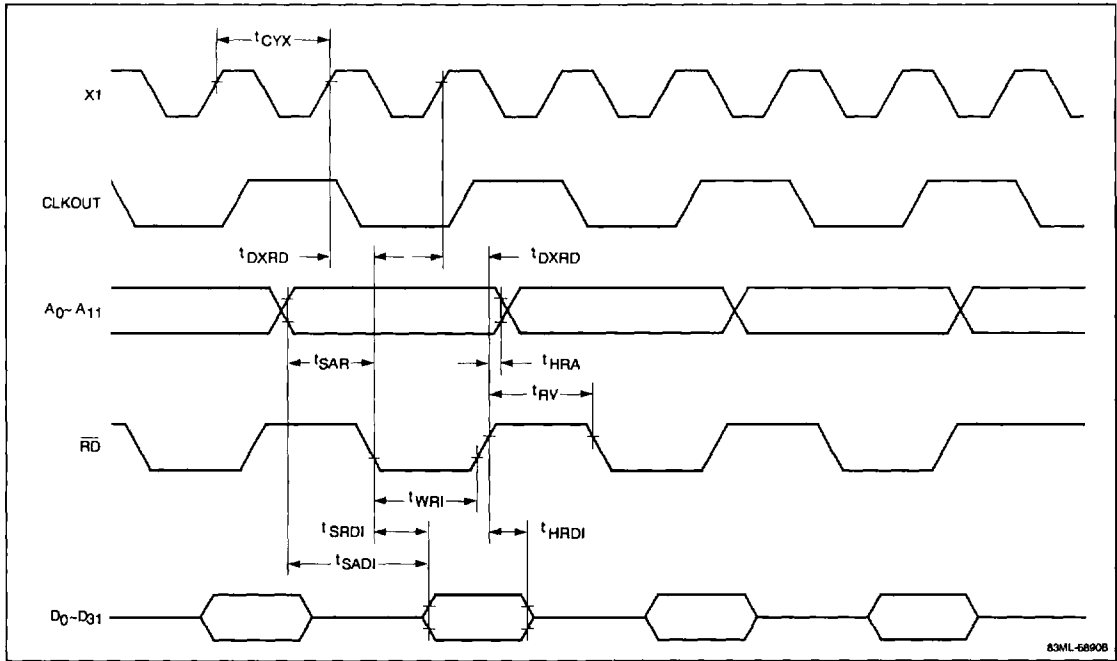 tCYX
X1
CLKOUT
tDXRD
tDXRD
A0~ A11
tSAR
tHRA
tRV
RD
tWRI
tSRDI
tHRDI
tSADI
D0~D31
83ML-6890B